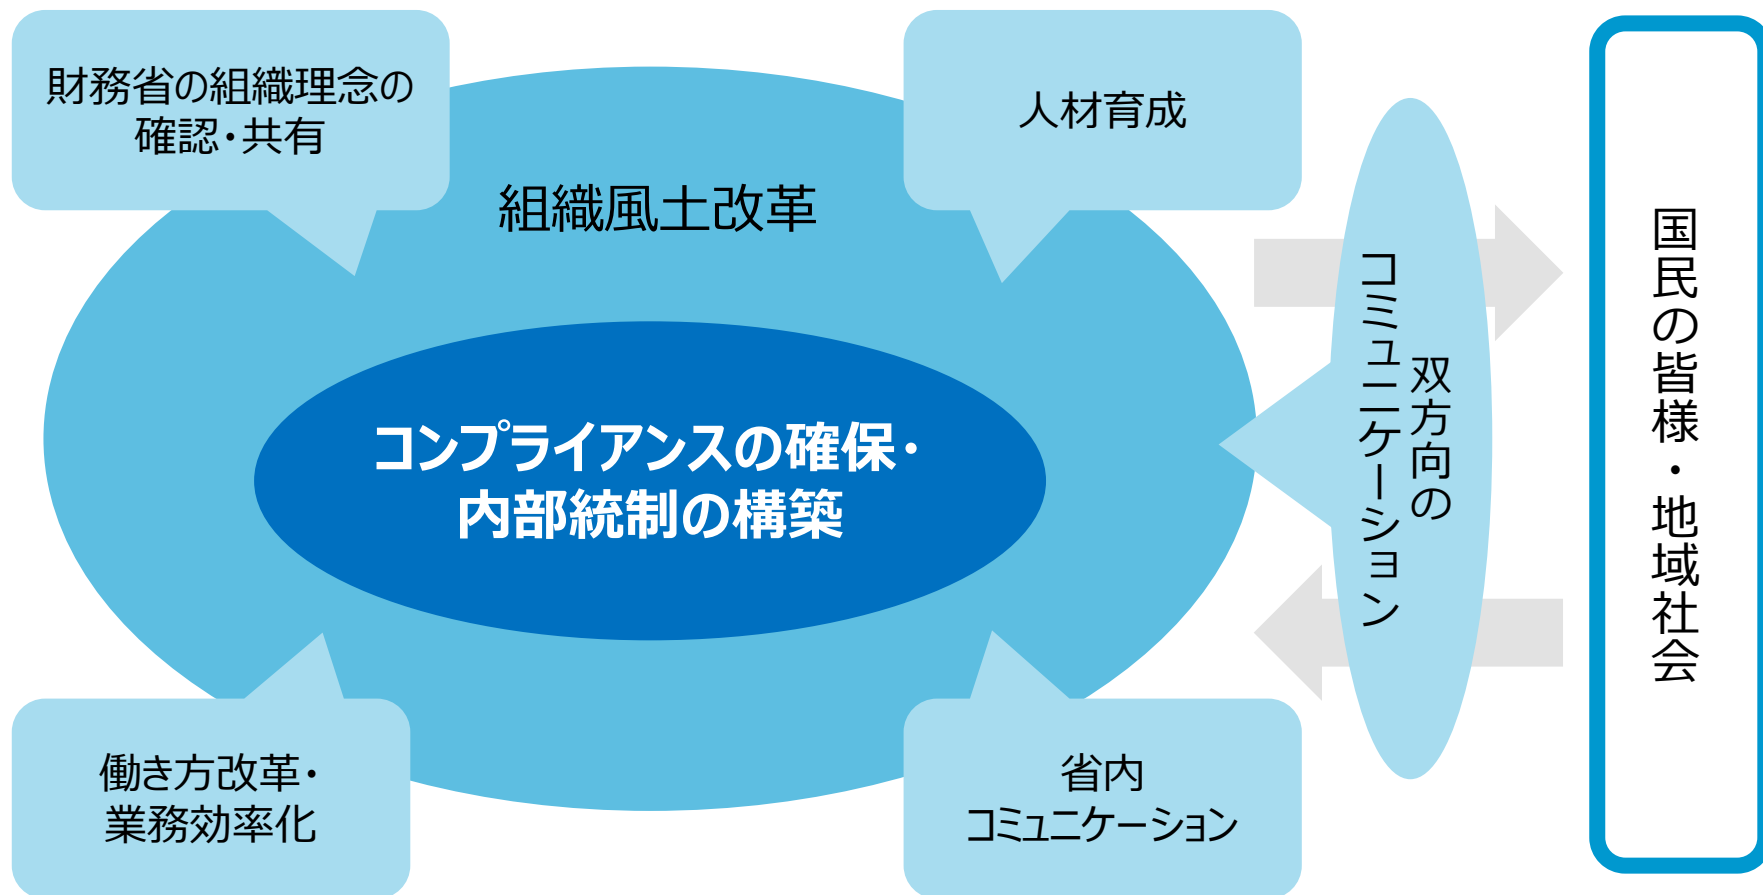 財務省の組織理念の
確認・共有
人材育成
組織風土改革
コンプライアンスの確保・
内部統制の構築
働き方改革・
業務効率化
省内
コミュニケーション
双方向の
コミュニケーション
国民の皆様・地域社会